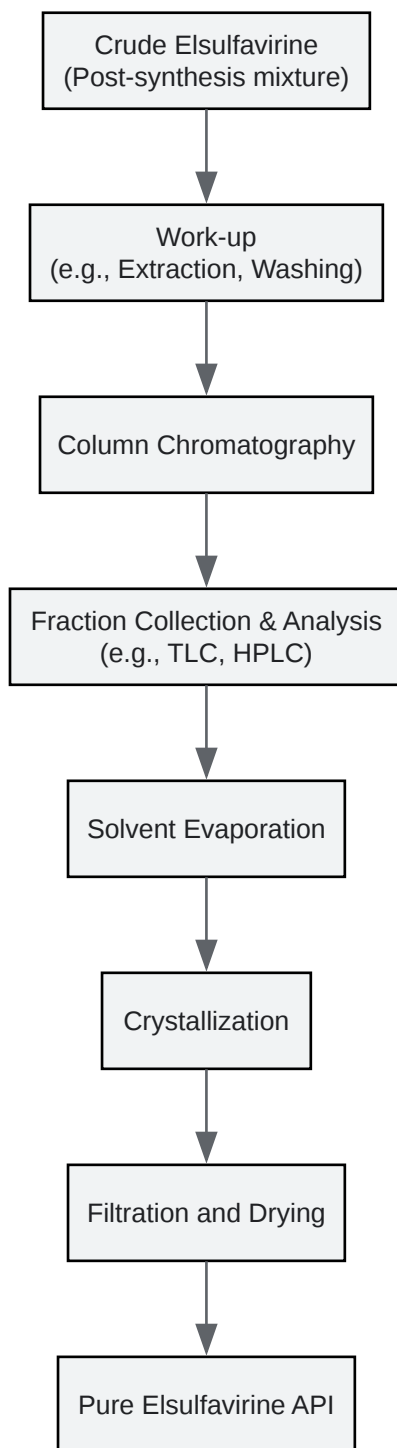 Crude Elsulfavirine
(Post-synthesis mixture)
Work-up
(e.g., Extraction, Washing)
Column Chromatography
Fraction Collection & Analysis
(e.g., TLC, HPLC)
Solvent Evaporation
Crystallization
Filtration and Drying
Pure Elsulfavirine API